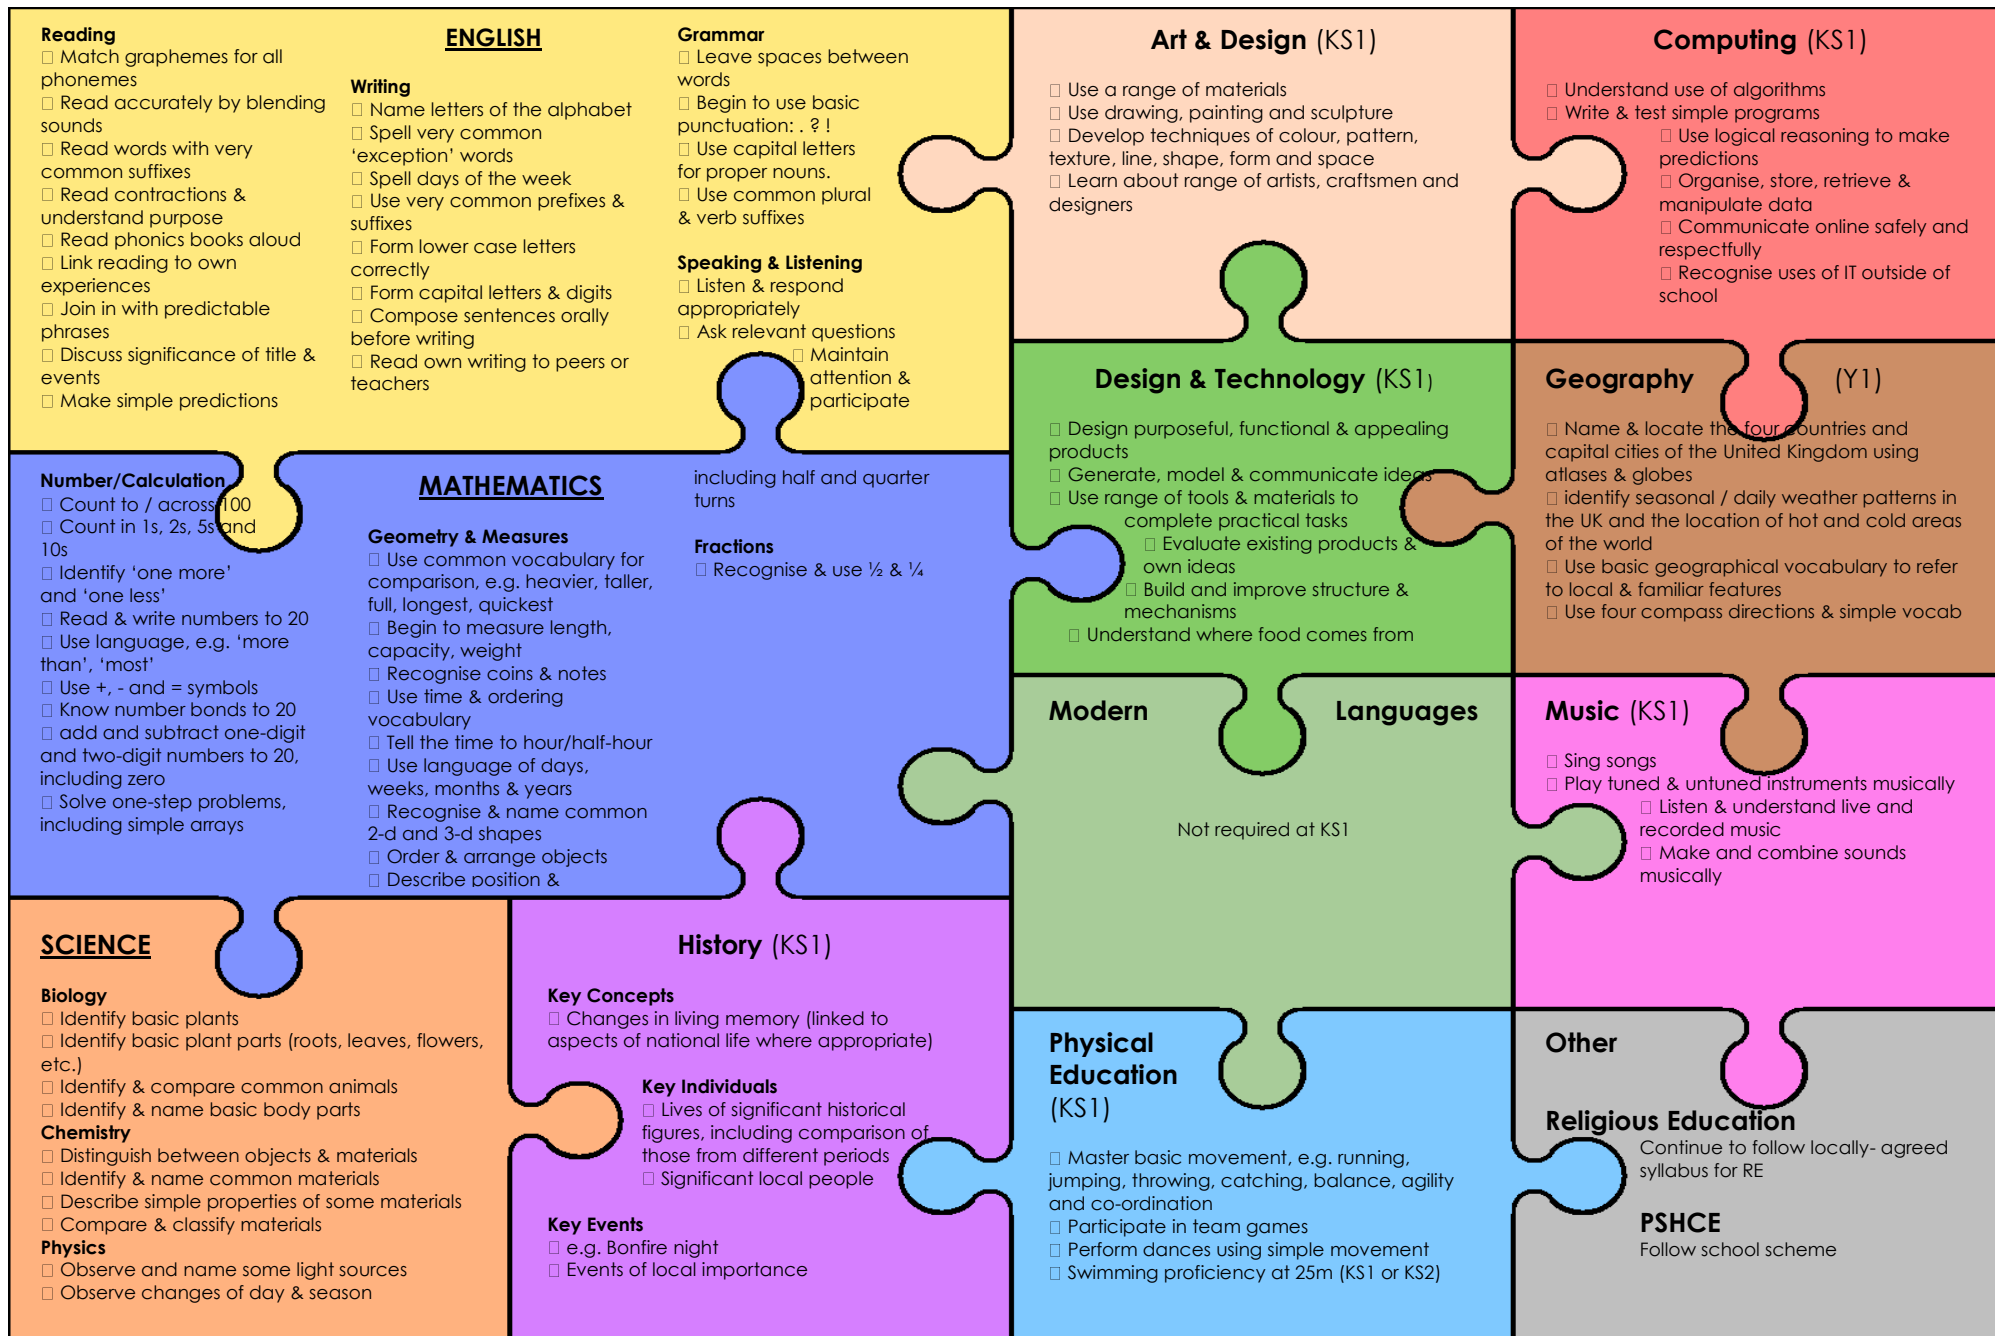 Reading
□ Match graphemes for all
phonemes
□ Read accurately by blending
sounds
□ Read words with very
common suffixes
□ Read contractions &
understand purpose
□ Read phonics books aloud
□ Link reading to own
experiences
□ Join in with predictable
phrases
□ Discuss significance of title &
events
□ Make simple predictions
ENGLISH
Writing
□ Name letters of the alphabet
□ Spell very common
‘exception’ words
□ Spell days of the week
□ Use very common prefixes &
suffixes
□ Form lower case letters
correctly
□ Form capital letters & digits
□ Compose sentences orally
before writing
□ Read own writing to peers or
teachers
Grammar
□ Leave spaces between
words
□ Begin to use basic
punctuation: . ? !
□ Use capital letters
for proper nouns.
□ Use common plural
& verb suffixes
Speaking & Listening
□ Listen & respond
appropriately
□ Ask relevant questions
□ Maintain
attention &
participate
Art & Design (KS1)
□ Use a range of materials
□ Use drawing, painting and sculpture
□ Develop techniques of colour, pattern,
texture, line, shape, form and space
□ Learn about range of artists, craftsmen and
designers
Computing (KS1)
□ Understand use of algorithms
□ Write & test simple programs
□ Use logical reasoning to make
predictions
□ Organise, store, retrieve &
manipulate data
□ Communicate online safely and
respectfully
□ Recognise uses of IT outside of
school
Number/Calculation
□ Count to / across 100
□ Count in 1s, 2s, 5s and
10s
□ Identify ‘one more’
and ‘one less’
□ Read & write numbers to 20
□ Use language, e.g. ‘more
than’, ‘most’
□ Use +, - and = symbols
□ Know number bonds to 20
□ add and subtract one-digit
and two-digit numbers to 20,
including zero
□ Solve one-step problems,
including simple arrays
MATHEMATICS
Geometry & Measures
□ Use common vocabulary for
comparison, e.g. heavier, taller,
full, longest, quickest
□ Begin to measure length,
capacity, weight
□ Recognise coins & notes
□ Use time & ordering
vocabulary
□ Tell the time to hour/half-hour
□ Use language of days,
weeks, months & years
□ Recognise & name common
2-d and 3-d shapes
□ Order & arrange objects
□ Describe position &
including half and quarter
turns
Fractions
□ Recognise & use ½ & ¼
Design & Technology (KS1)
□ Design purposeful, functional & appealing
products
□ Generate, model & communicate ideas
□ Use range of tools & materials to
complete practical tasks
□ Evaluate existing products &
own ideas
□ Build and improve structure &
mechanisms
□ Understand where food comes from
Geography (Y1)
□ Name & locate the four countries and
capital cities of the United Kingdom using
atlases & globes
□ identify seasonal / daily weather patterns in
the UK and the location of hot and cold areas
of the world
□ Use basic geographical vocabulary to refer
to local & familiar features
□ Use four compass directions & simple vocab
Modern Languages
Not required at KS1
Music (KS1)
□ Sing songs
□ Play tuned & untuned instruments musically
□ Listen & understand live and
recorded music
□ Make and combine sounds
musically
SCIENCE
Biology
□ Identify basic plants
□ Identify basic plant parts (roots, leaves, flowers,
etc.)
□ Identify & compare common animals
□ Identify & name basic body parts
Chemistry
□ Distinguish between objects & materials
□ Identify & name common materials
□ Describe simple properties of some materials
□ Compare & classify materials
Physics
□ Observe and name some light sources
□ Observe changes of day & season
History (KS1)
Key Concepts
□ Changes in living memory (linked to
aspects of national life where appropriate)
Key Individuals
□ Lives of significant historical
figures, including comparison of
those from different periods
□ Significant local people
Key Events
□ e.g. Bonfire night
□ Events of local importance
Physical
Education
(KS1)
□ Master basic movement, e.g. running,
jumping, throwing, catching, balance, agility
and co-ordination
□ Participate in team games
□ Perform dances using simple movement
□ Swimming proficiency at 25m (KS1 or KS2)
Other
Religious Education
Continue to follow locally- agreed
syllabus for RE
PSHCE
Follow school scheme